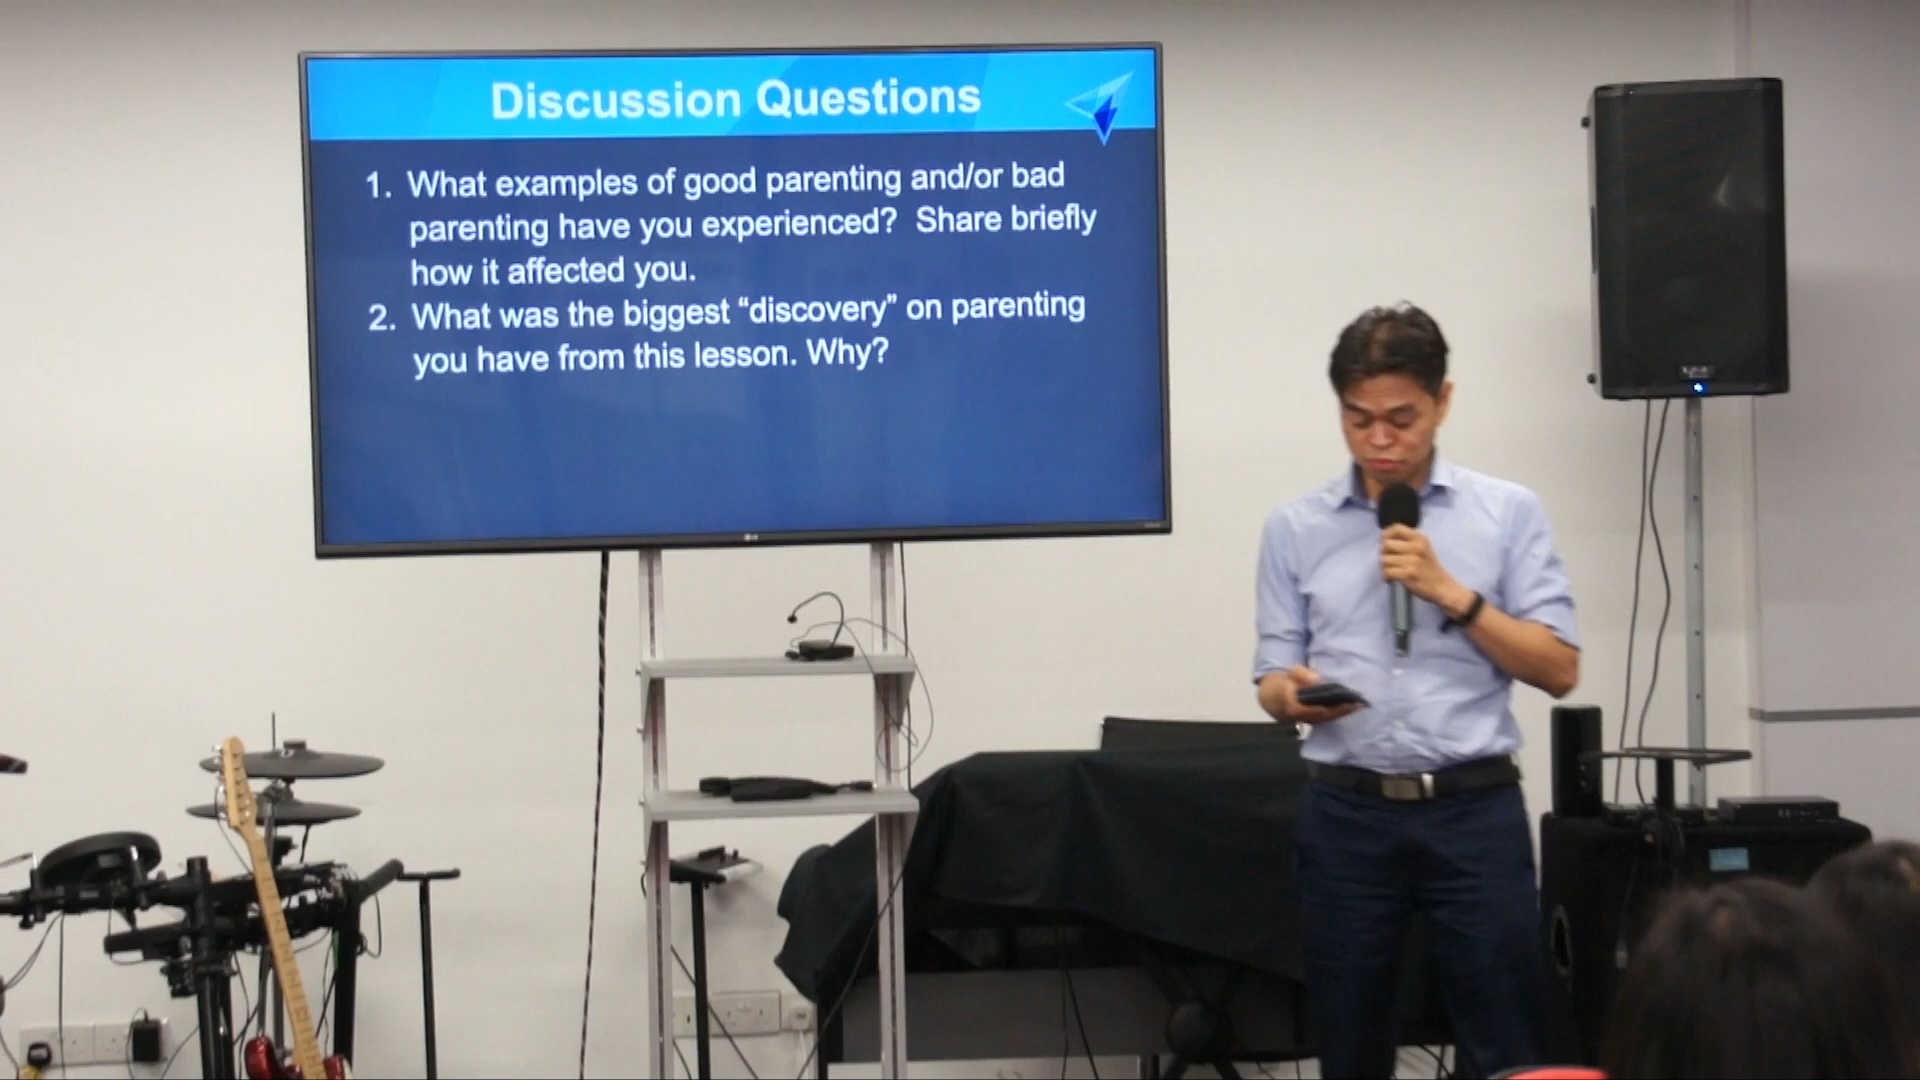 Discussion Questions
1. What examples of good parenting and/or bad
parenting have you experienced?  Share briefly
how it affected you.
2. What was the biggest “discovery” on parenting
you have from this lesson. Why?